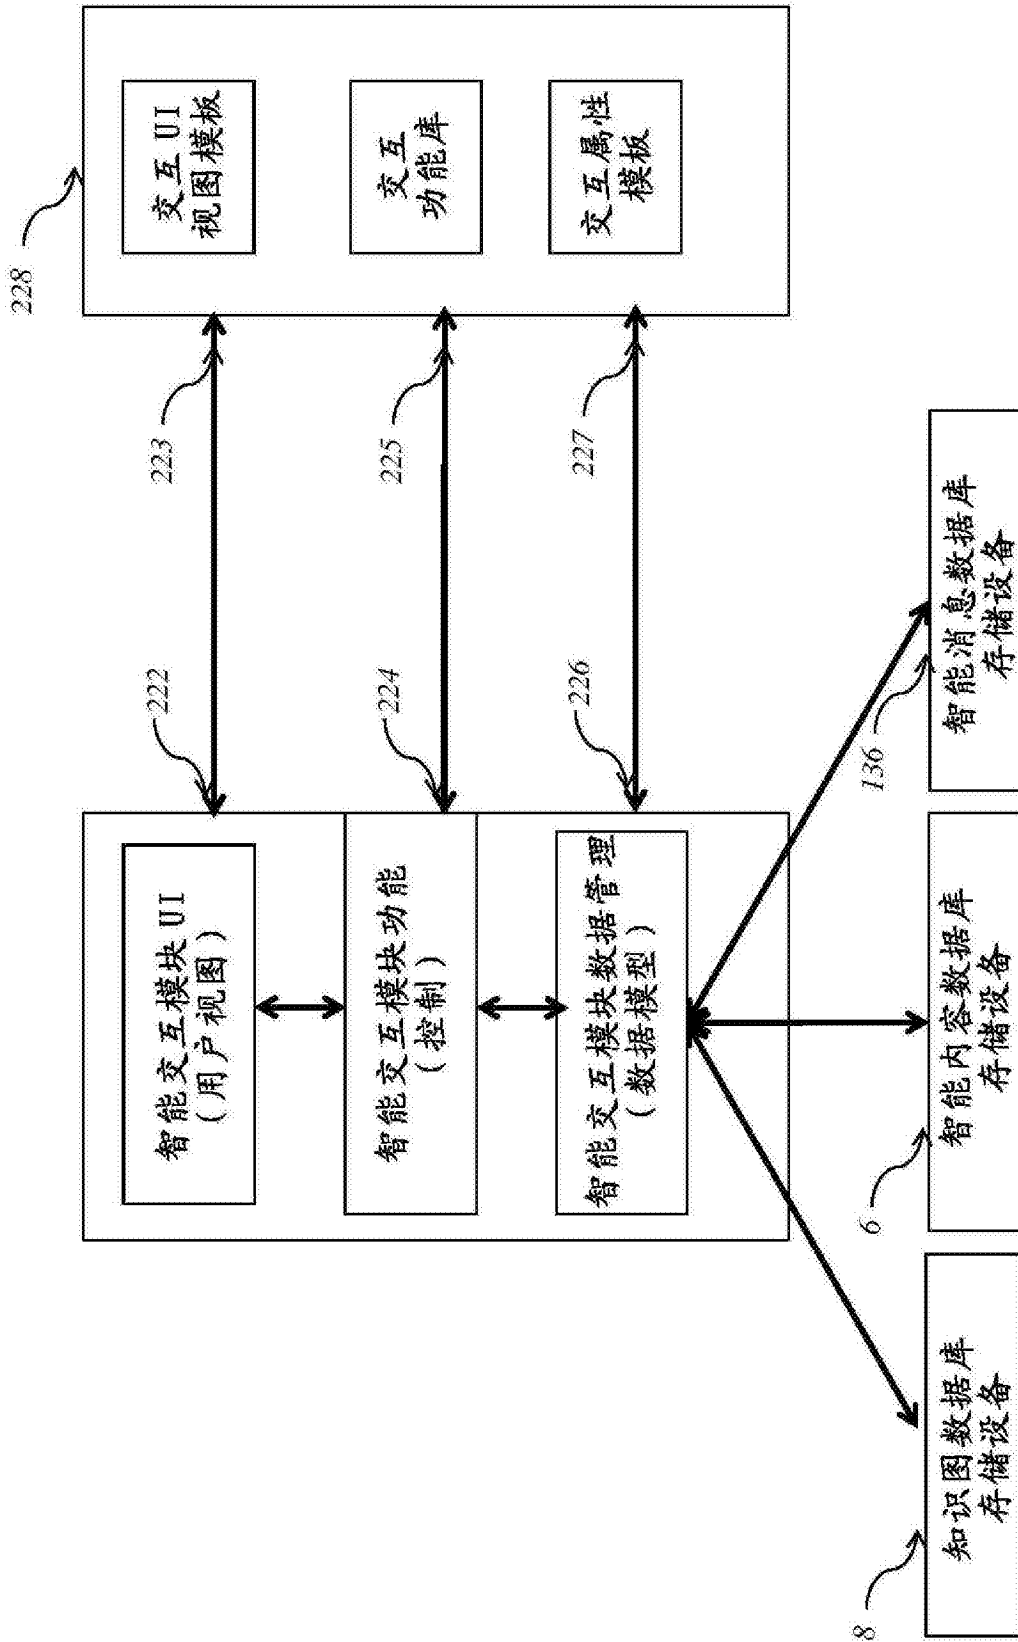 228
交互 UI
视图模板
交互
功能库
交互属性
模板
223
225
227
222
224
226
智能交互模块 UI
(用户视图)
智能交互模块功能
(控制)
智能交互模块数据管理
(数据模型)
8
知识图数据库
存储设备
6
智能内容数据库
存储设备
136
智能消息数据库
存储设备